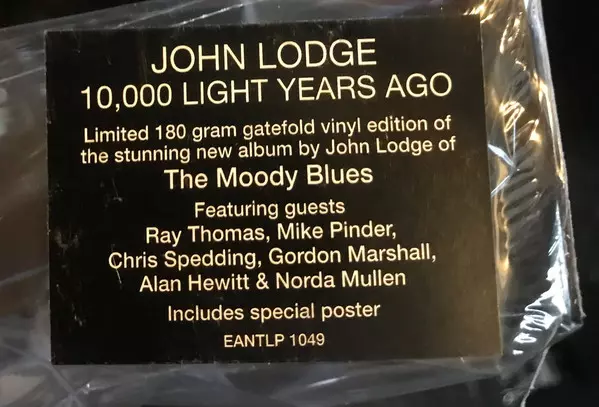 JOHN LODGE
10,000 LIGHT YEARS AGO
Limited 180 gram gatefold vinyl edition of
the stunning new album by John Lodge of
The Moody Blues
Featuring guests
Ray Thomas, Mike Pinder,
Chris Spedding, Gordon Marshall,
Alan Hewitt & Norda Mullen
Includes special poster
EANTLP 1049